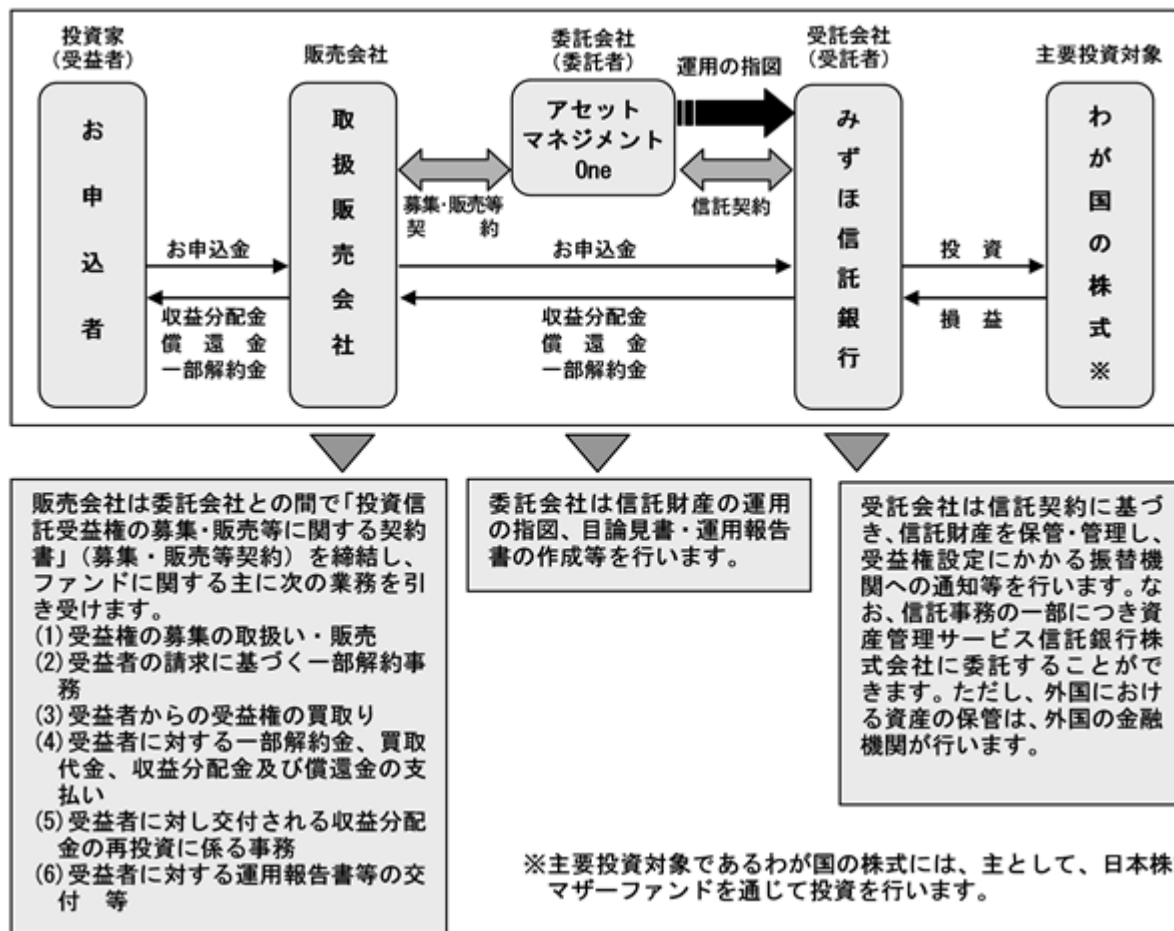 投資家
(受益者)
販売会社
委託会社
(委託者)
運用の指図
受託会社
(受託者)
主要投資対象
お申込者
取扱販売会社
アセット
マネジメント
One
みずほ信託銀行
わが国の株式※
募集・販売等
契 約
信託契約
お申込金
お申込金
投 資
収益分配金
償 還 金
一部解約金
収益分配金
償 還 金
一部解約金
損 益
販売会社は委託会社との間で「投資信
託受益権の募集・販売等に関する契約
書」(募集・販売等契約)を締結し、
ファンドに関する主に次の業務を引
き受けます。
(1)受益権の募集の取扱い・販売
(2)受益者の請求に基づく一部解約事
務
(3)受益者からの受益権の買取り
(4)受益者に対する一部解約金、買取
代金、収益分配金及び償還金の支
払い
(5)受益者に対し交付される収益分配
金の再投資に係る事務
(6)受益者に対する運用報告書等の交
付 等
委託会社は信託財産の運用
の指図、目論見書・運用報告
書の作成等を行います。
受託会社は信託契約に基づ
き、信託財産を保管・管理し、
受益権設定にかかる振替機
関への通知等を行います。な
お、信託事務の一部につき資
産管理サービス信託銀行株
式会社に委託することがで
きます。ただし、外国におけ
る資産の保管は、外国の金融
機関が行います。
※主要投資対象であるわが国の株式には、主として、日本株
マザーファンドを通じて投資を行います。